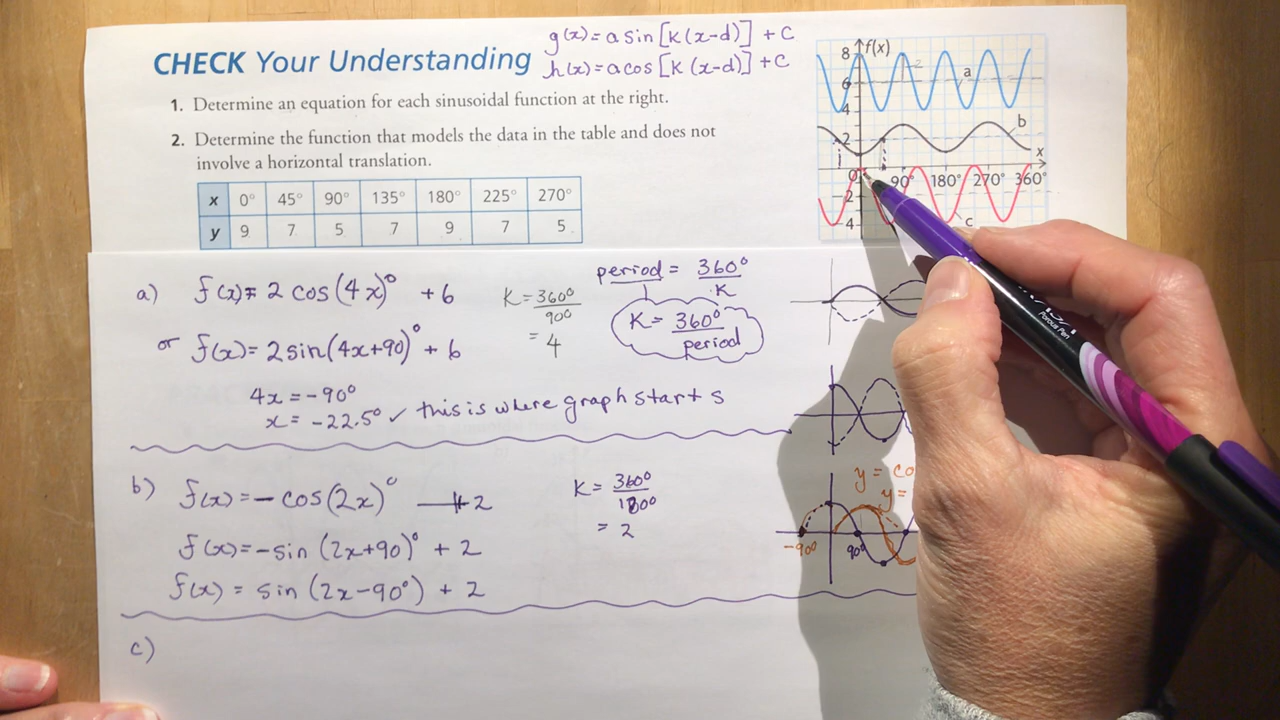 g(x)=a sin[k(x-d)] + c
CHECK Your Understanding
h(x)=a cos[k(x-d)]+c
1. Determine an equation for each sinusoidal function at the right.
2. Determine the function that models the data in the table and does not
involve a horizontal translation.
x 0° 45° 90° 135° 180° 225° 270°
y 9 7 5 7 9 7 5
8 f(x)
6 a
4
2 b
x
0 90° 180° 270° 360°
-2
-4 c
a) f(x)= 2 cos(4x)° + 6
K=360°
90°
= 4
period = 360°
K
K= 360°
period
or f(x)= 2sin(4x+90)° + 6
4x=-90°
x= -22.5° ✓ this is where graph starts
b) f(x)=-cos(2x)° + 2
K= 360°
180°
= 2
f(x)=-sin (2x+90)° + 2
f(x) = sin (2x-90°) + 2
y = co
y =
-90° 90°
c)